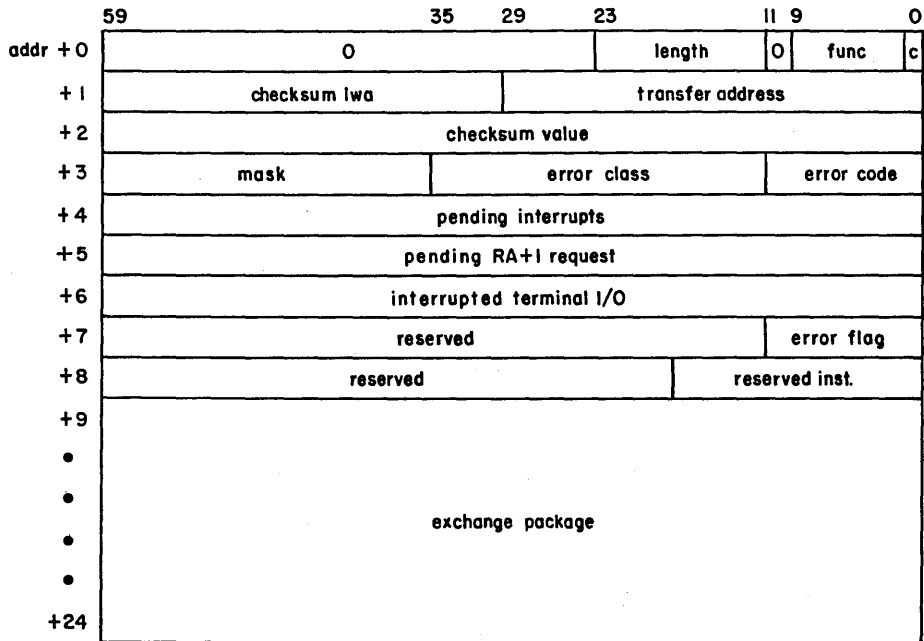 59 35 29 23 11 9 0
addr +0 0 length 0 func c
+1 checksum lwa transfer address
+2 checksum value
+3 mask error class error code
+4 pending interrupts
+5 pending RA+1 request
+6 interrupted terminal I/O
+7 reserved error flag
+8 reserved reserved inst.
+9
exchange package
+24